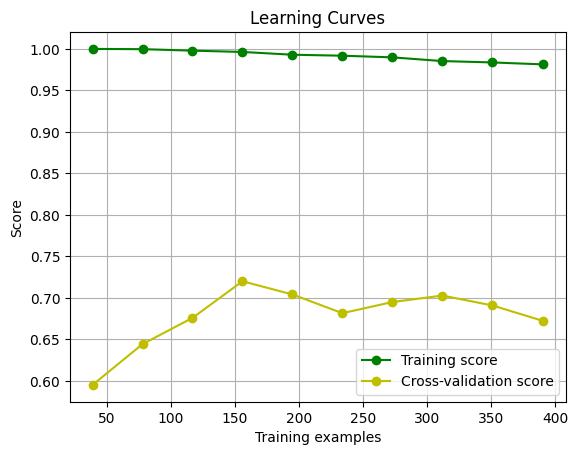 Learning Curves
1.00
0.95
0.90
0.85
0.80
0.75
0.70
0.65
0.60
Score
50 100 150 200 250 300 350 400
Training examples
Training score
Cross-validation score